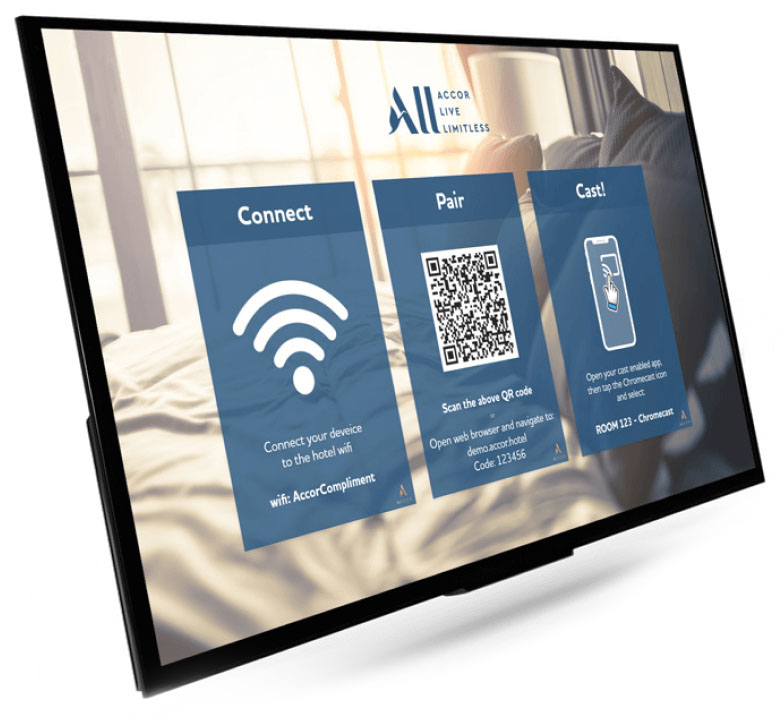 All
ACCOR
LIVE
LIMITLESS
Connect
Connect your deveice
to the hotel wifi
wifi: AccorCompliment
Pair
Scan the above QR code
or
Open web browser and navigate to:
demo.accor.hotel
Code: 123456
Cast!
Open your cast enabled app,
then tap the Chromecast icon
and select:
ROOM 123 - Chromecast